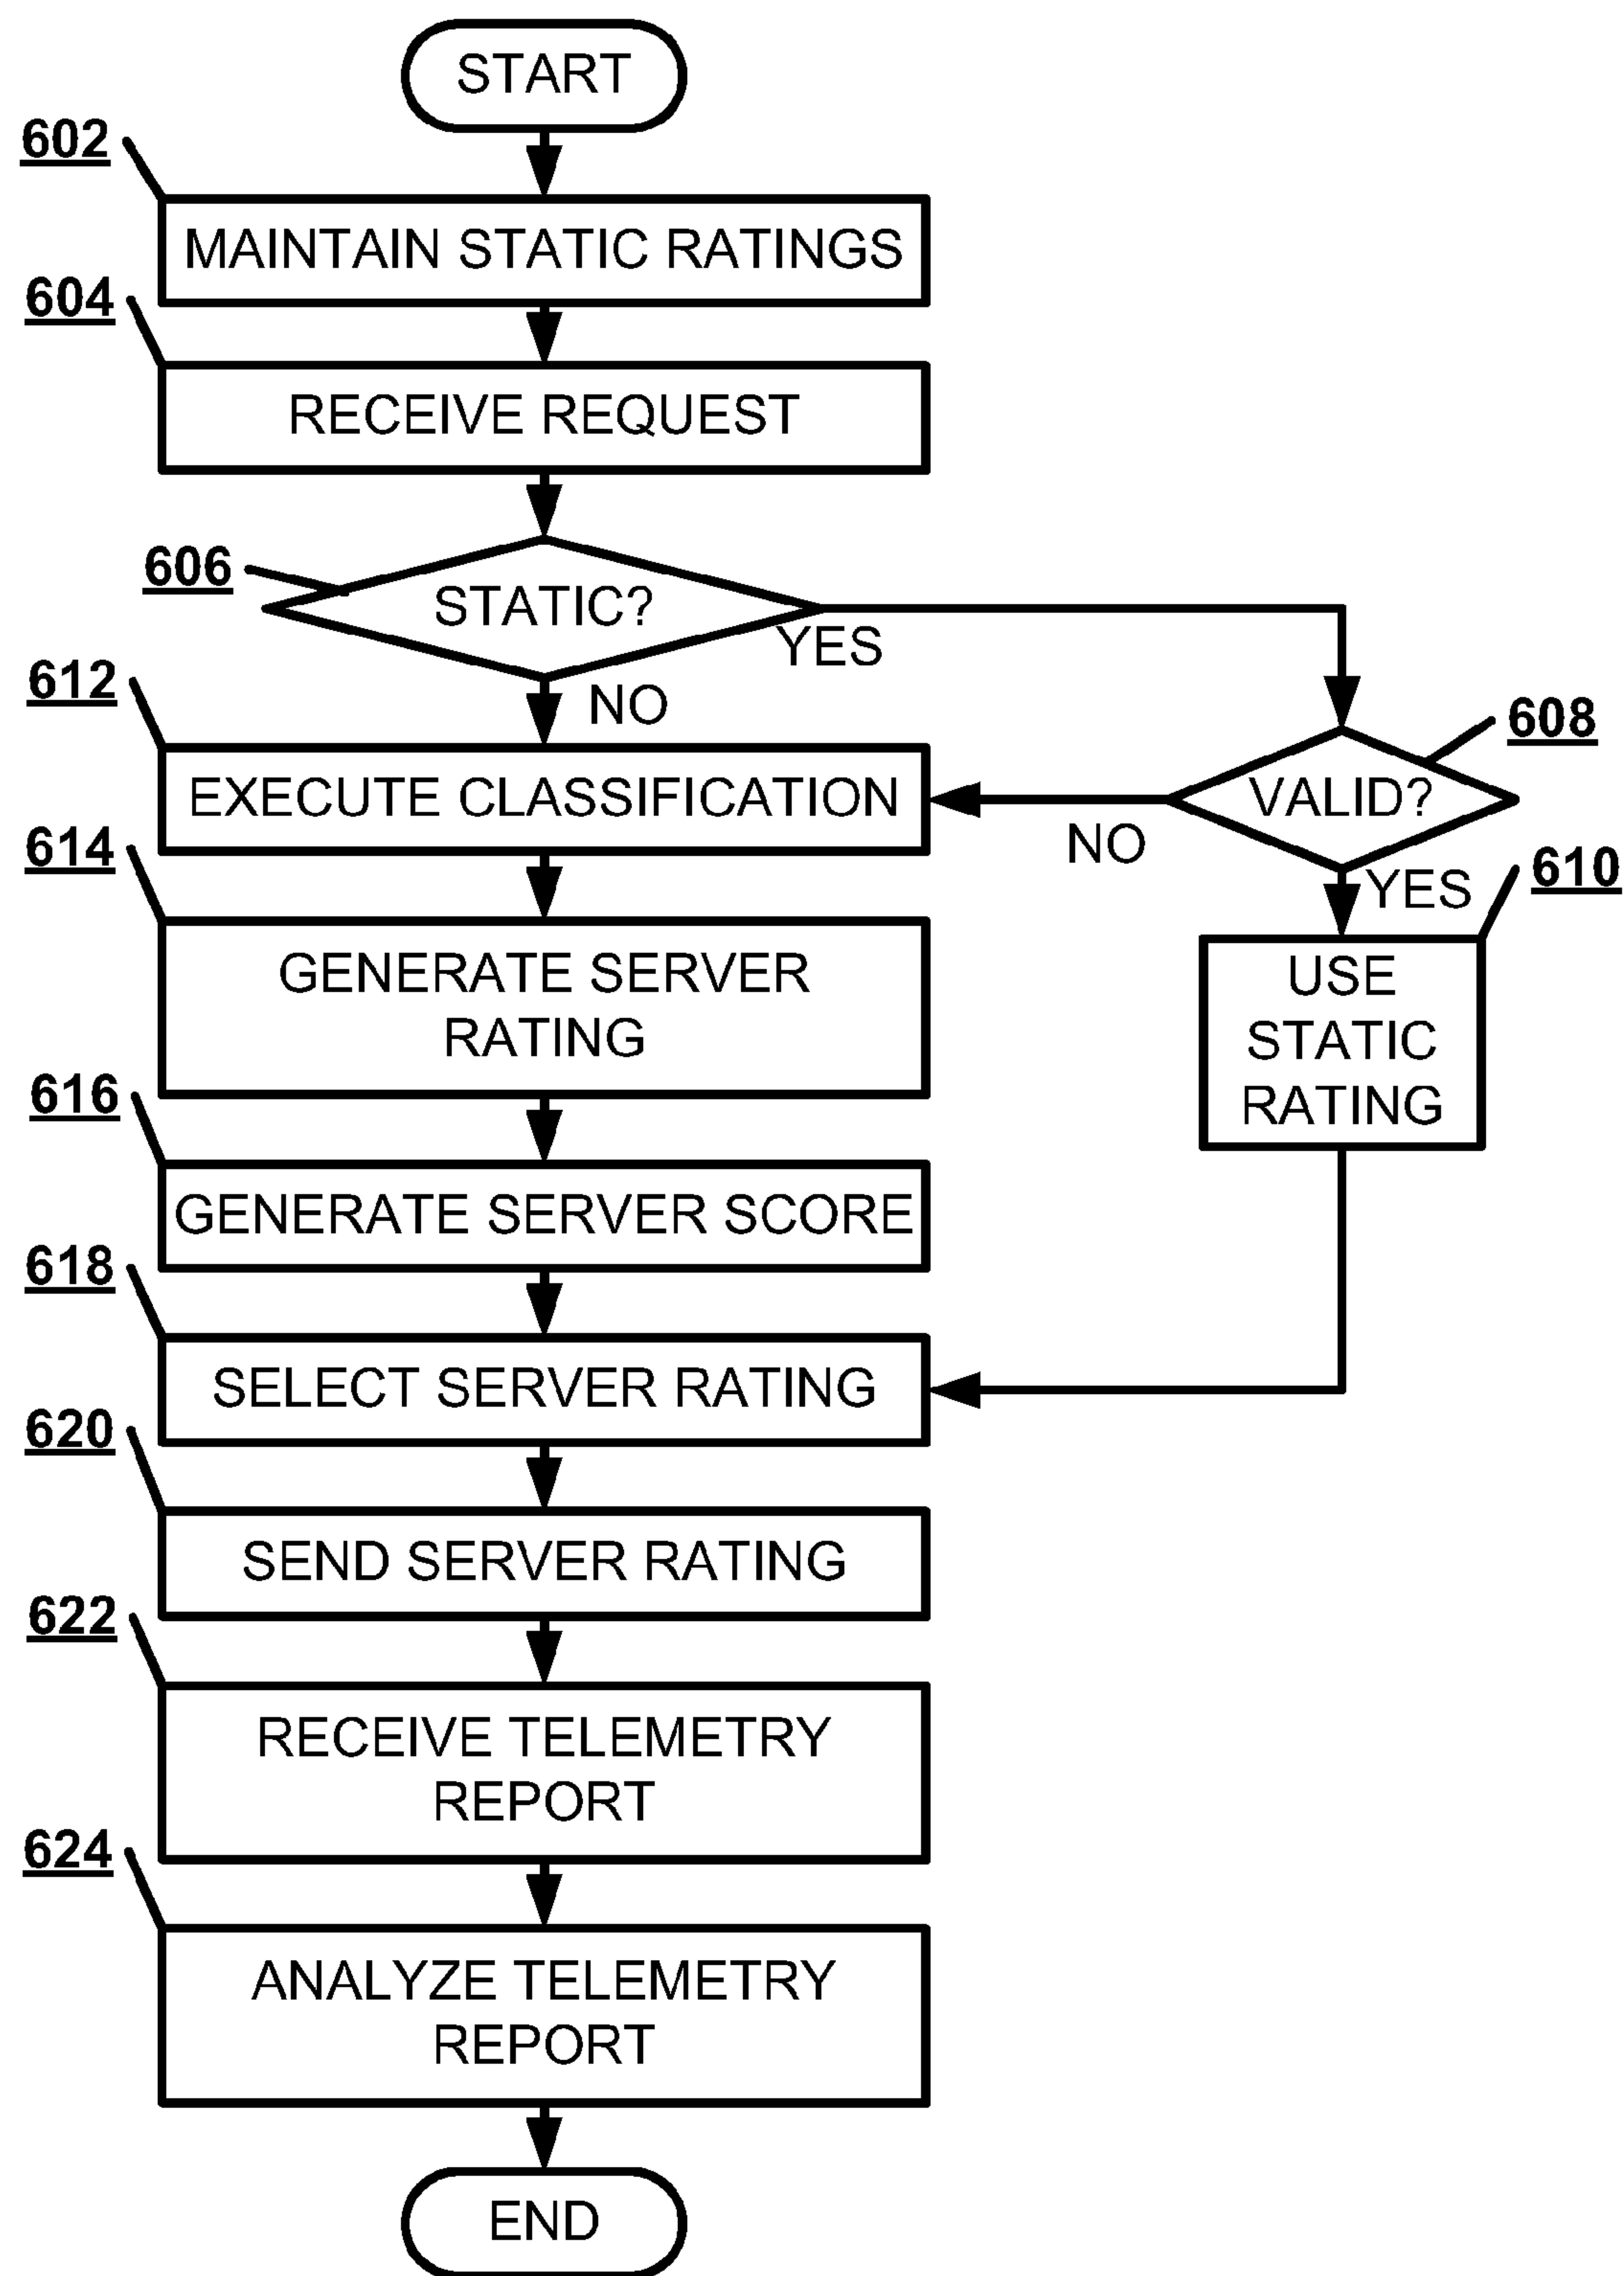 START
602
MAINTAIN STATIC RATINGS
604
RECEIVE REQUEST
606
STATIC?
YES
NO
608
VALID?
NO
YES
610
USE
STATIC
RATING
612
EXECUTE CLASSIFICATION
614
GENERATE SERVER
RATING
616
GENERATE SERVER SCORE
618
SELECT SERVER RATING
620
SEND SERVER RATING
622
RECEIVE TELEMETRY
REPORT
624
ANALYZE TELEMETRY
REPORT
END